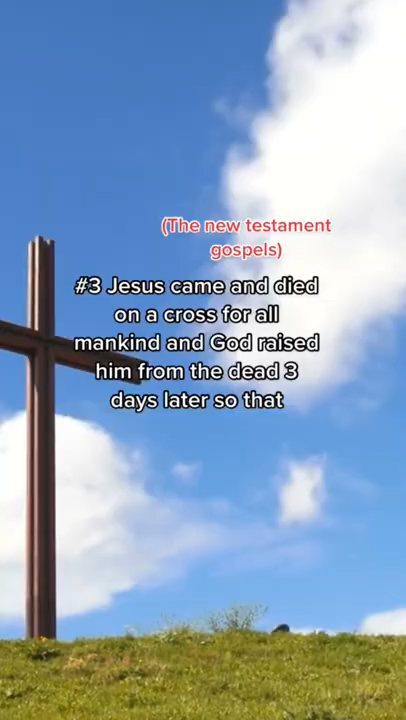 (The new testament
gospels)
#3 Jesus came and died
on a cross for all
mankind and God raised
him from the dead 3
days later so that